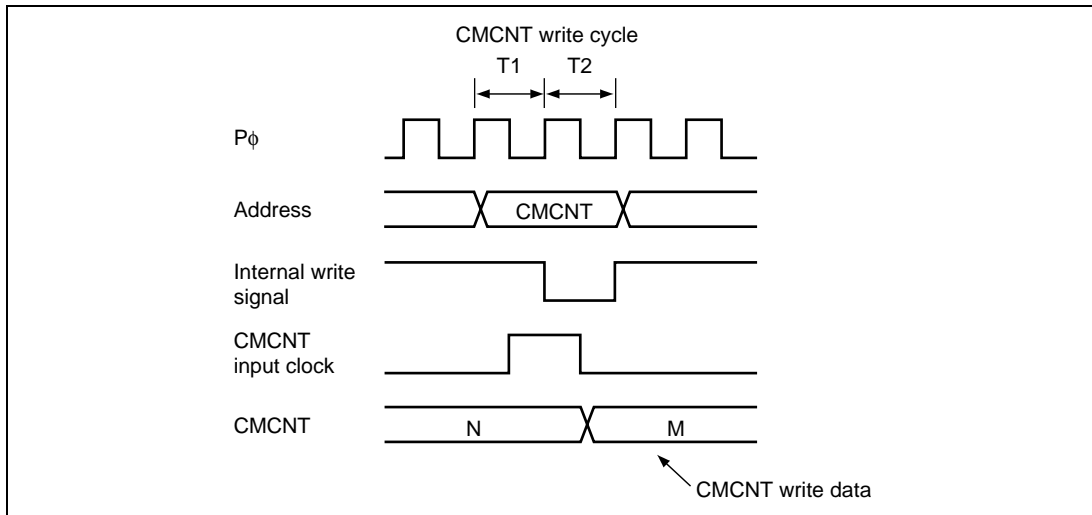 CMCNT write cycle
T1 T2
Pϕ
Address
CMCNT
Internal write
signal
CMCNT
input clock
CMCNT
N M
CMCNT write data